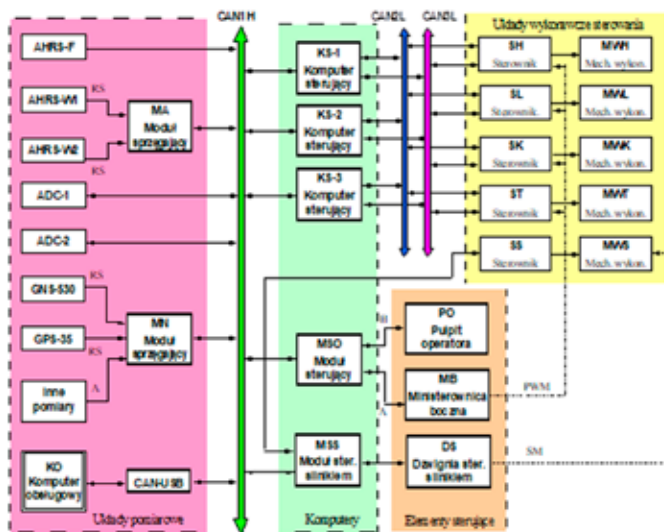 CAN1H
CAN2L
CAN3L
AHRS-F
RS
AHRS-W1
AHRS-W2
RS
MA
Moduł
sprzęgający
ADC-1
ADC-2
GNS-530
RS
GPS-35
RS
Inne
pomiary
A
MN
Moduł
sprzęgający
KO
Komputer
obsługowy
CAN-USB
Układy pomiarowe
KS-1
Komputer
sterujący
KS-2
Komputer
sterujący
KS-3
Komputer
sterujący
MSO
Moduł
sterujący
MSS
Moduł ster.
silnikiem
Komputery
H
A
PO
Pulpit
operatora
MB
Ministerownica
boczna
DS
Dzwignia ster.
silnikiem
Elementy sterujące
Układy wykonawcze sterowania
SH
Sterownik
MWH
Mech. wykon.
SL
Sterownik
MWL
Mech. wykon.
SK
Sterownik
MWK
Mech. wykon.
ST
Sterownik
MWT
Mech. wykon.
SS
Sterownik
MWS
Mech. wykon.
PWM
SM